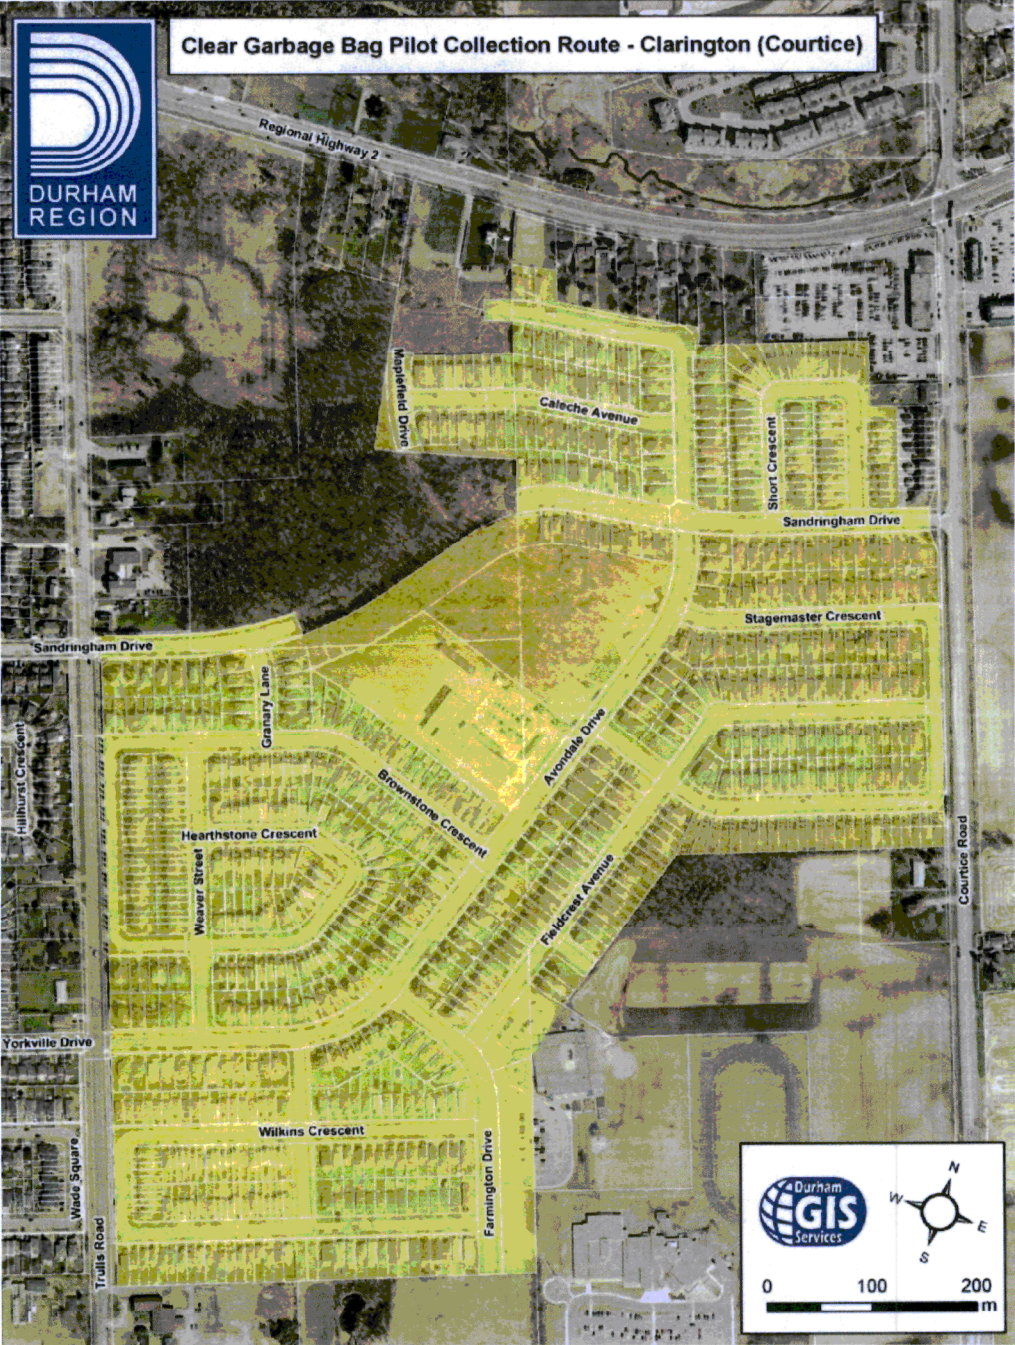 Clear Garbage Bag Pilot Collection Route - Clarington (Courtice)
DURHAM
REGION
Regional Highway 2
Maplefield Drive
Caleche Avenue
Short Crescent
Sandringham Drive
Stagemaster Crescent
Sandringham Drive
Granary Lane
Hillhurst Crescent
Avondale Drive
Brownstone Crescent
Hearthstone Crescent
Weaver Street
Fieldcrest Avenue
Courtice Road
Yorkville Drive
Wilkins Crescent
Wade Square
Farmington Drive
Trulls Road
Durham
GIS
Services
N
W
E
S
0 100 200
m